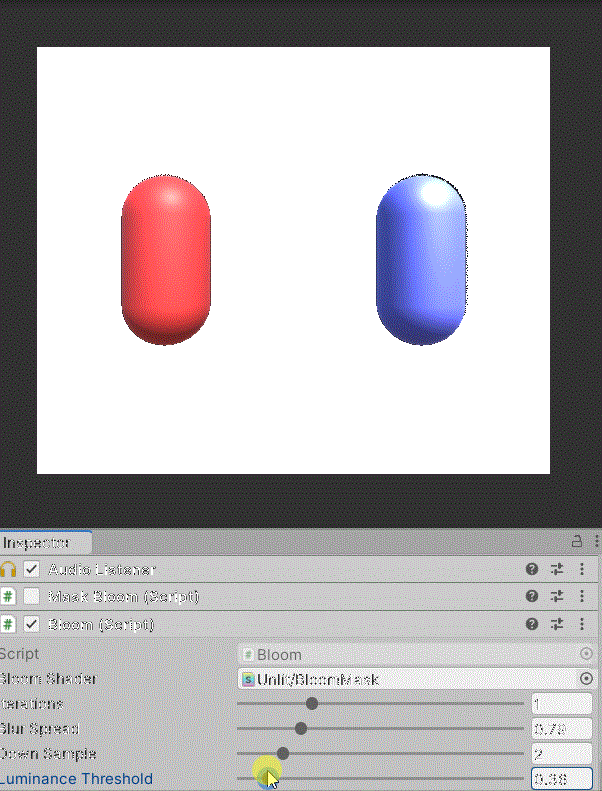 Inspector
Audio Listener
# Mask Bloom (Script)
# Bloom (Script)
Script # Bloom
Bloom Shader S Unlit/BloomMask
Iterations 1
Blur Spread 0.79
Down Sample 2
Luminance Threshold 0.38